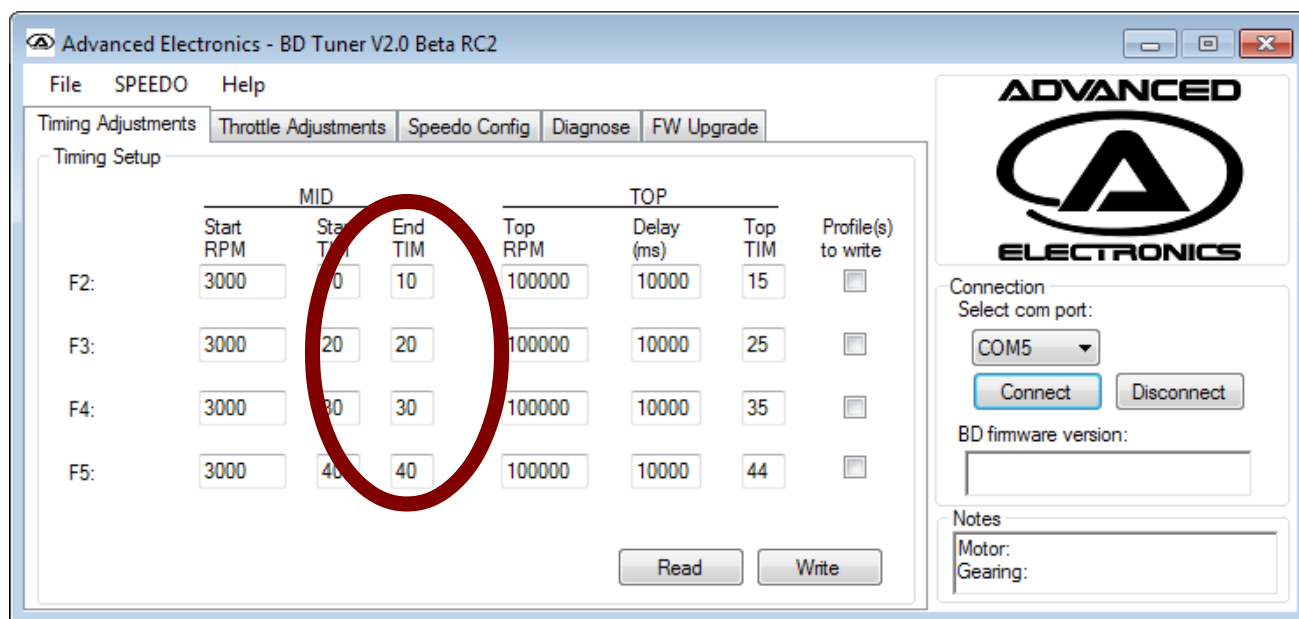 Advanced Electronics - BD Tuner V2.0 Beta RC2
File SPEEDO Help
Timing Adjustments Throttle Adjustments Speedo Config Diagnose FW Upgrade
Timing Setup
MID TOP
Start End Top Delay Top Profile(s)
RPM TIM RPM (ms) TIM to write
F2: 3000 10 100000 10000 15
F3: 3000 20 20 100000 10000 25
F4: 3000 30 30 100000 10000 35
F5: 3000 40 40 100000 10000 44
Read Write
ADVANCED
A
ELECTRONICS
Connection
Select com port:
COM5
Connect Disconnect
BD firmware version:
Notes
Motor:
Gearing: